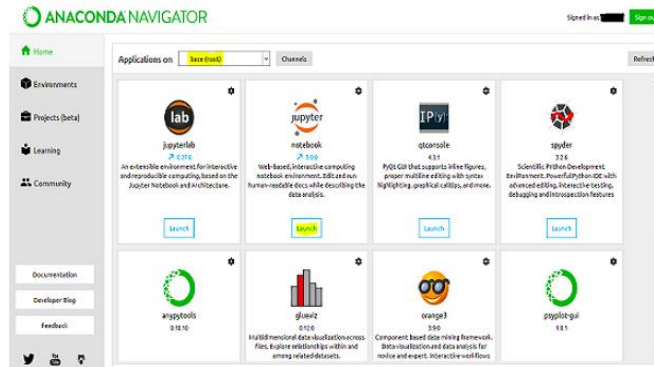 ANACONDA NAVIGATOR
Signed in as
Sign ou
Home
Environments
Projects (beta)
Learning
Community
Documentation
Developer Blog
Feedback
Applications on
base (root)
Channels
Refresh
lab
jupyterlab
0.27.0
An extensible environment for interactive
and reproducible computing, based on the
Jupyter Notebook and Architecture.
Launch
jupyter
notebook
5.0.0
Web-based, interactive computing
notebook environment. Edit and run
human-readable docs while describing the
data analysis.
Launch
IP[y]:
qtconsole
4.3.1
PyQt GUI that supports inline figures,
proper multiline editing with syntax
highlighting, graphical calltips, and more.
Launch
spyder
3.2.6
Scientific Python Development
Environment. Powerful Python IDE with
advanced editing, interactive testing,
debugging and introspection features
Launch
anypytools
0.10.10
glueviz
0.12.0
Multidimensional data visualization across
files. Explore relationships within and
among related datasets.
orange3
3.9.0
Component based data mining framework.
Data visualization and data analysis for
novice and expert. Interactive workflows
psyplot-gui
1.0.1
You
Tube